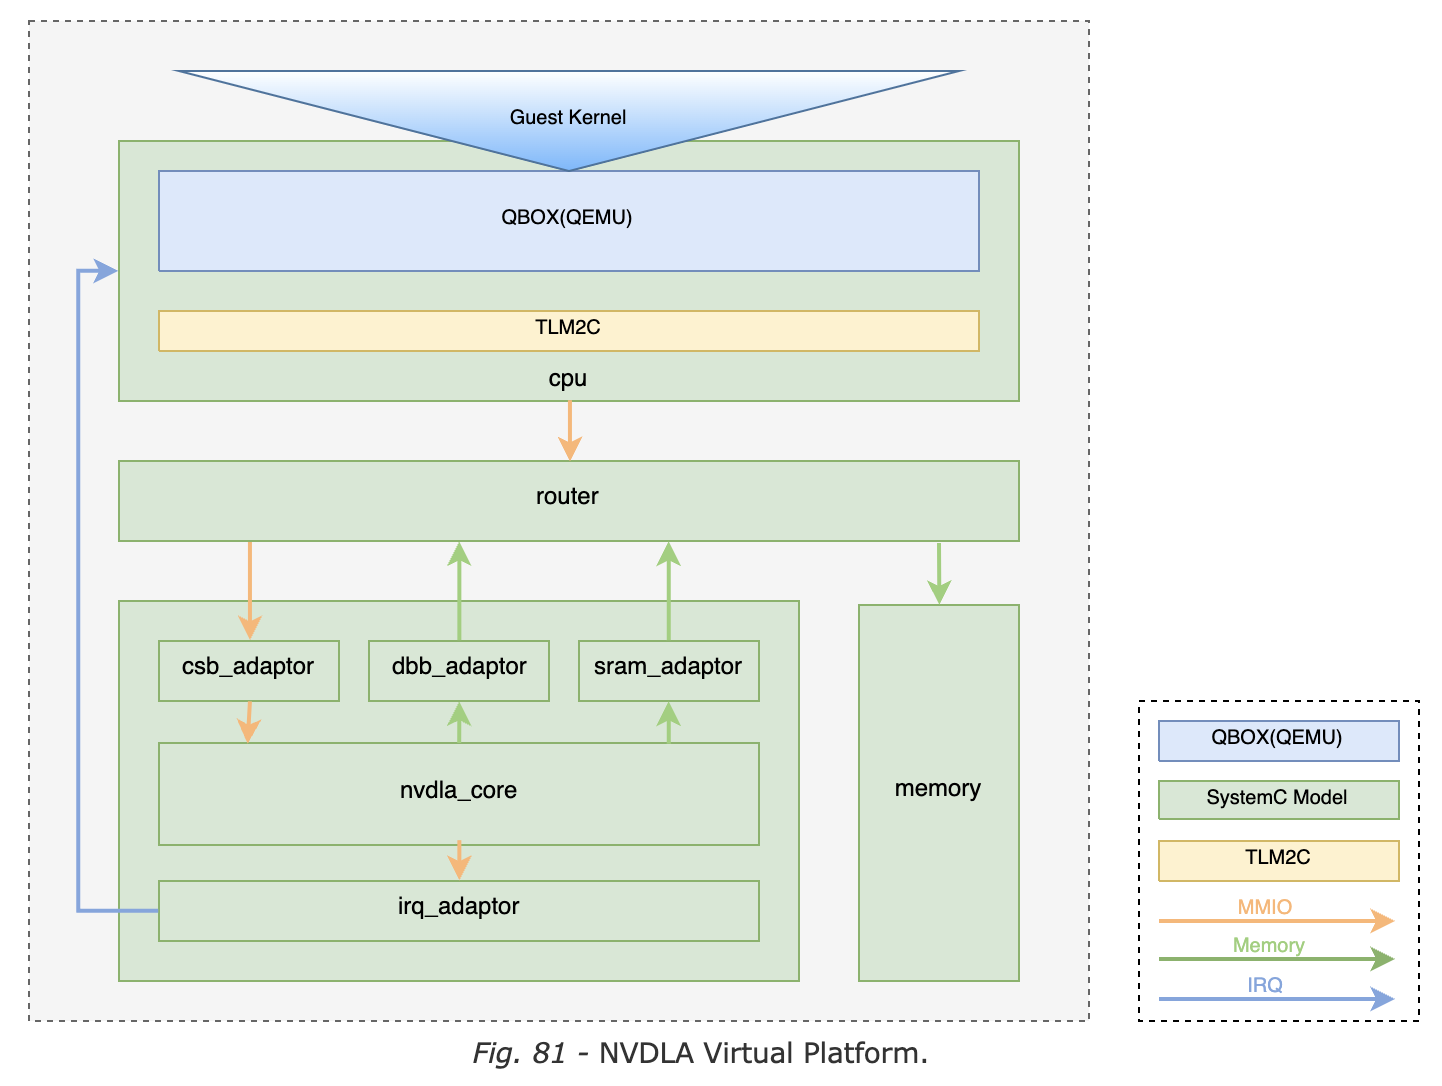 Guest Kernel
QBOX(QEMU)
TLM2C
cpu
router
csb_adaptor
dbb_adaptor
sram_adaptor
nvdla_core
irq_adaptor
memory
QBOX(QEMU)
SystemC Model
TLM2C
MMIO
Memory
IRQ
Fig. 81 - NVDLA Virtual Platform.